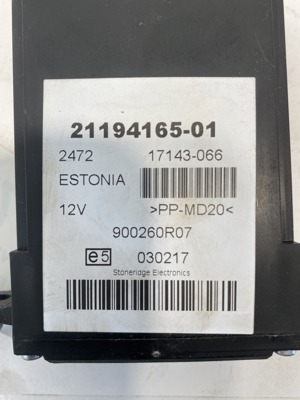 21194165-01
2472 17143-066
ESTONIA
12V >PP-MD20<
900260R07
e5 030217
Stoneridge Electronics